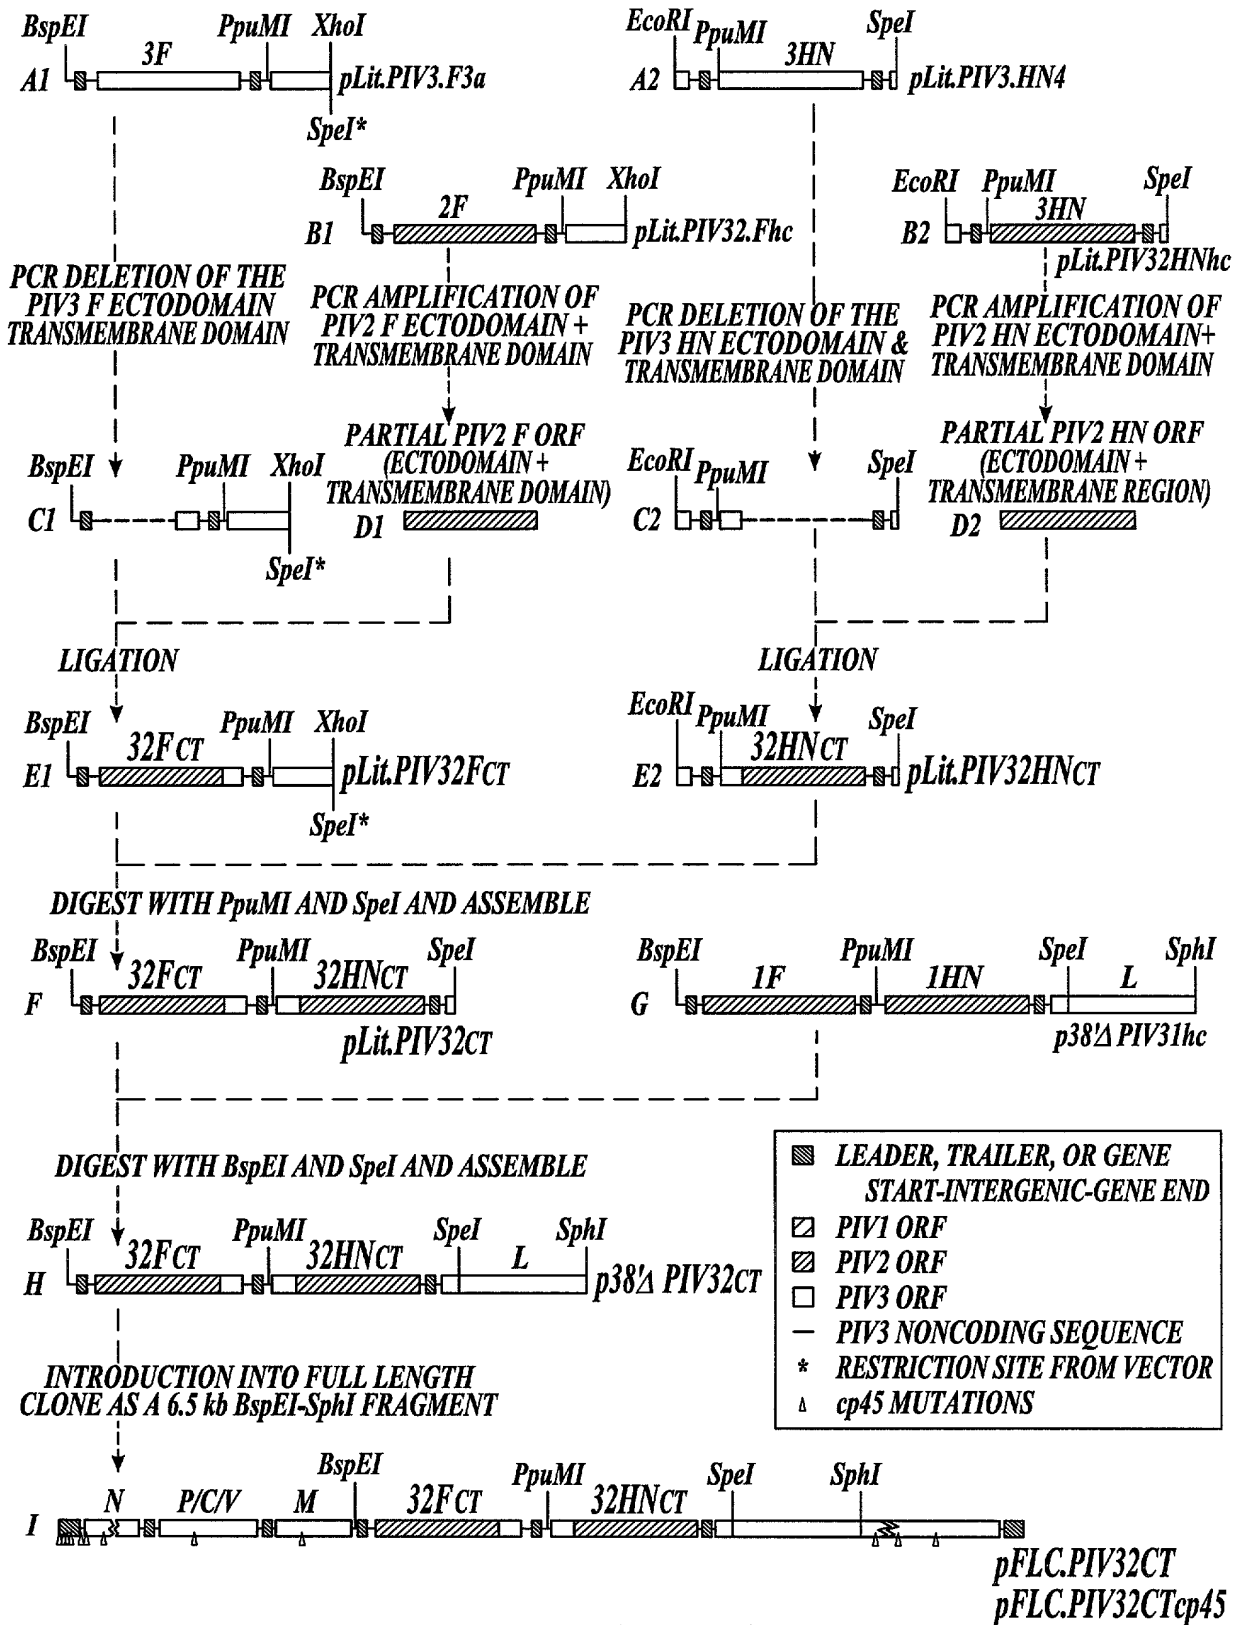 BspEI PpuMI XhoI
3F
A1 pLit.PIV3.F3a
SpeI*
EcoRI PpuMI SpeI
3HN
A2 pLit.PIV3.HN4
BspEI PpuMI XhoI
2F
B1 pLit.PIV32.Fhc
EcoRI PpuMI SpeI
3HN
B2 pLit.PIV32HNhc
PCR DELETION OF THE
PIV3 F ECTODOMAIN
TRANSMEMBRANE DOMAIN
PCR AMPLIFICATION OF
PIV2 F ECTODOMAIN +
TRANSMEMBRANE DOMAIN
PCR DELETION OF THE
PIV3 HN ECTODOMAIN &
TRANSMEMBRANE DOMAIN
PCR AMPLIFICATION OF
PIV2 HN ECTODOMAIN+
TRANSMEMBRANE DOMAIN
BspEI PpuMI XhoI
C1
SpeI*
PARTIAL PIV2 F ORF
(ECTODOMAIN +
TRANSMEMBRANE DOMAIN)
D1
EcoRI PpuMI SpeI
C2
PARTIAL PIV2 HN ORF
(ECTODOMAIN +
TRANSMEMBRANE REGION)
D2
LIGATION
LIGATION
BspEI PpuMI XhoI
32FCT
E1 pLit.PIV32FCT
SpeI*
EcoRI PpuMI SpeI
32HNCT
E2 pLit.PIV32HNCT
DIGEST WITH PpuMI AND SpeI AND ASSEMBLE
BspEI PpuMI SpeI
32FCT 32HNCT
F
pLit.PIV32CT
BspEI PpuMI SpeI SphI
1F 1HN L
G
p38'Δ PIV31hc
DIGEST WITH BspEI AND SpeI AND ASSEMBLE
BspEI PpuMI SpeI SphI
32FCT 32HNCT L
H p38'Δ PIV32CT
LEADER, TRAILER, OR GENE
START-INTERGENIC-GENE END
PIV1 ORF
PIV2 ORF
PIV3 ORF
— PIV3 NONCODING SEQUENCE
* RESTRICTION SITE FROM VECTOR
cp45 MUTATIONS
INTRODUCTION INTO FULL LENGTH
CLONE AS A 6.5 kb BspEI-SphI FRAGMENT
BspEI PpuMI SpeI SphI
N P/C/V M 32FCT 32HNCT
I
pFLC.PIV32CT
pFLC.PIV32CTcp45